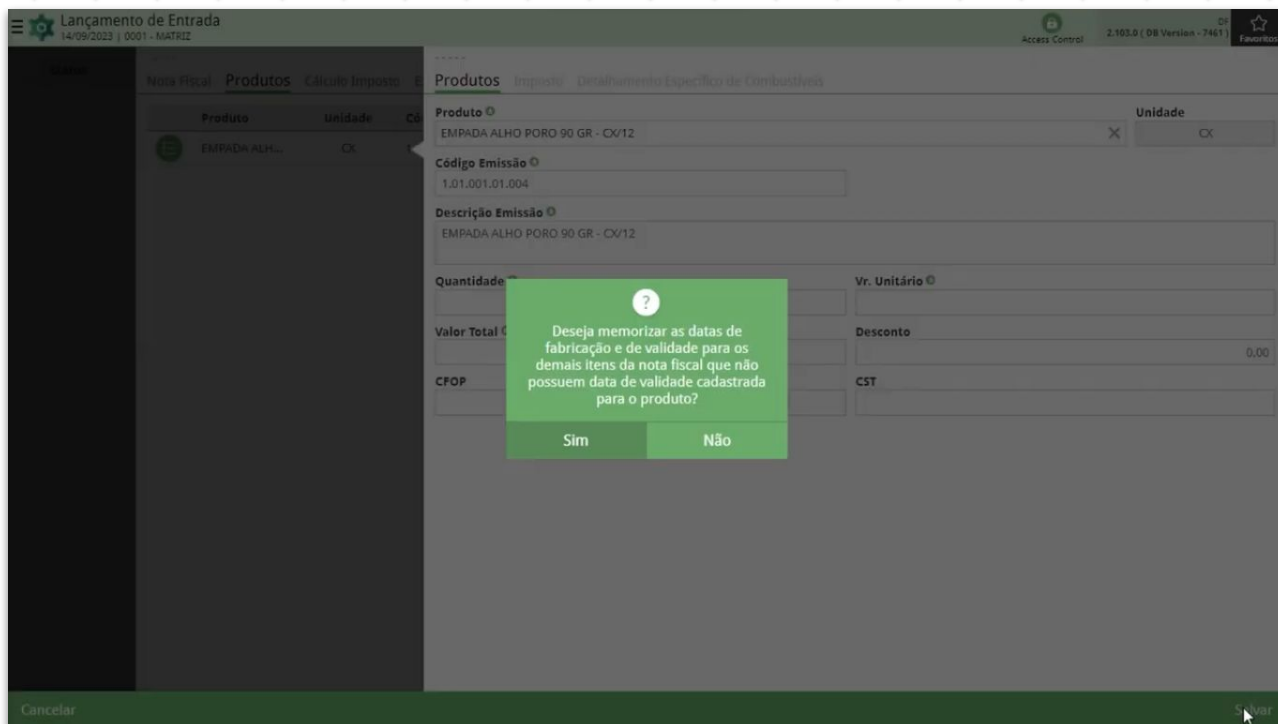 Lançamento de Entrada
14/09/2023 | 0001 - MATRIZ
Access Control
DF
2.103.0 ( DB Version - 7461 )
Favoritos
Nota Fiscal Produtos Cálculo Imposto
Produto Unidade
EMPADA ALH... CX
Produtos Imposto Detalhamento Específico de Combustíveis
Produto
Unidade
EMPADA ALHO PORO 90 GR - CX/12
CX
Código Emissão
1.01.001.01.004
Descrição Emissão
EMPADA ALHO PORO 90 GR - CX/12
Quantidade
Vr. Unitário
Valor Total
Desconto
0,00
CFOP
CST
?
Deseja memorizar as datas de
fabricação e de validade para os
demais itens da nota fiscal que não
possuem data de validade cadastrada
para o produto?
Sim Não
Cancelar
Salvar